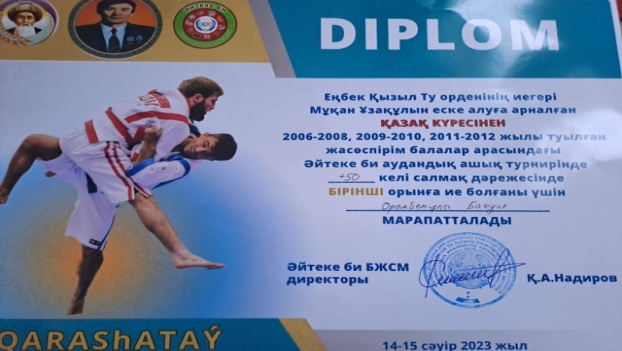 DIPLOM
Еңбек Қызыл Ту орденінің иегері
Мұқан Ұзақұлын еске алуға арналған
ҚАЗАҚ КҮРЕСІНЕН
2006-2008, 2009-2010, 2011-2012 жылы туылған
жасөспірім балалар арасындағы
Әйтеке би аудандық ашық турнирінде
+50 келі салмақ дәрежесінде
БІРІНШІ орынға ие болғаны үшін
МАРАПАТТАЛАДЫ
Әйтеке би БЖСМ
директоры
Қ.А.Надиров
QARAShATAÝ
14-15 сәуір 2023 жыл